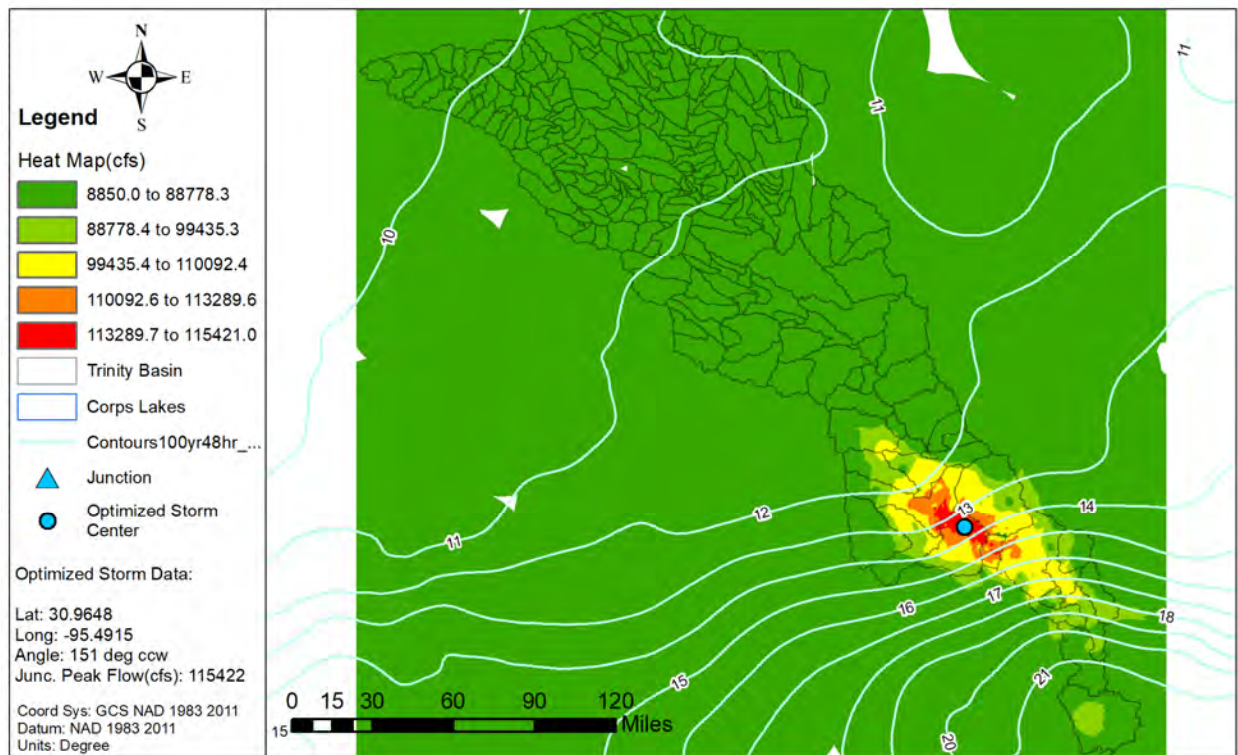 N
W E
S
Legend
Heat Map(cfs)
8850.0 to 88778.3
88778.4 to 99435.3
99435.4 to 110092.4
110092.6 to 113289.6
113289.7 to 115421.0
Trinity Basin
Corps Lakes
Contours100yr48hr_...
Junction
Optimized Storm
Center
Optimized Storm Data:
Lat: 30.9648
Long: -95.4915
Angle: 151 deg ccw
Junc. Peak Flow(cfs): 115422
Coord Sys: GCS NAD 1983 2011
Datum: NAD 1983 2011
Units: Degree
11
11
10
12
13
14
11
16
17
18
15
21
20
15
0 15 30 60 90 120
Miles